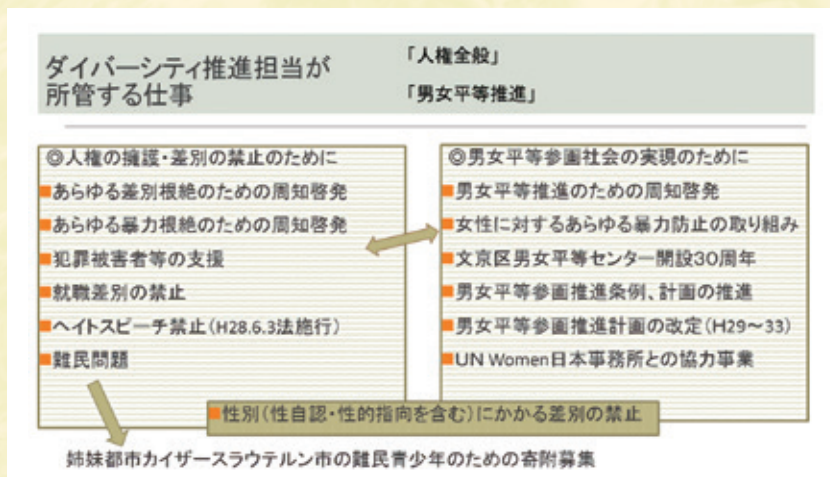 ダイバーシティ推進担当が
所管する仕事
「人権全般」
「男女平等推進」
◎人権の擁護・差別の禁止のために
■あらゆる差別根絶のための周知啓発
■あらゆる暴力根絶のための周知啓発
■犯罪被害者等の支援
■就職差別の禁止
■ヘイトスピーチ禁止(H28.6.3法施行)
■難民問題
◎男女平等参画社会の実現のために
■男女平等推進のための周知啓発
■女性に対するあらゆる暴力防止の取り組み
■文京区男女平等センター開設30周年
■男女平等参画推進条例、計画の推進
■男女平等参画推進計画の改定(H29~33)
■UN Women日本事務所との協力事業
■性別(性自認・性的指向を含む)にかかる差別の禁止
姉妹都市カイザースラウテルン市の難民青少年のための寄附募集